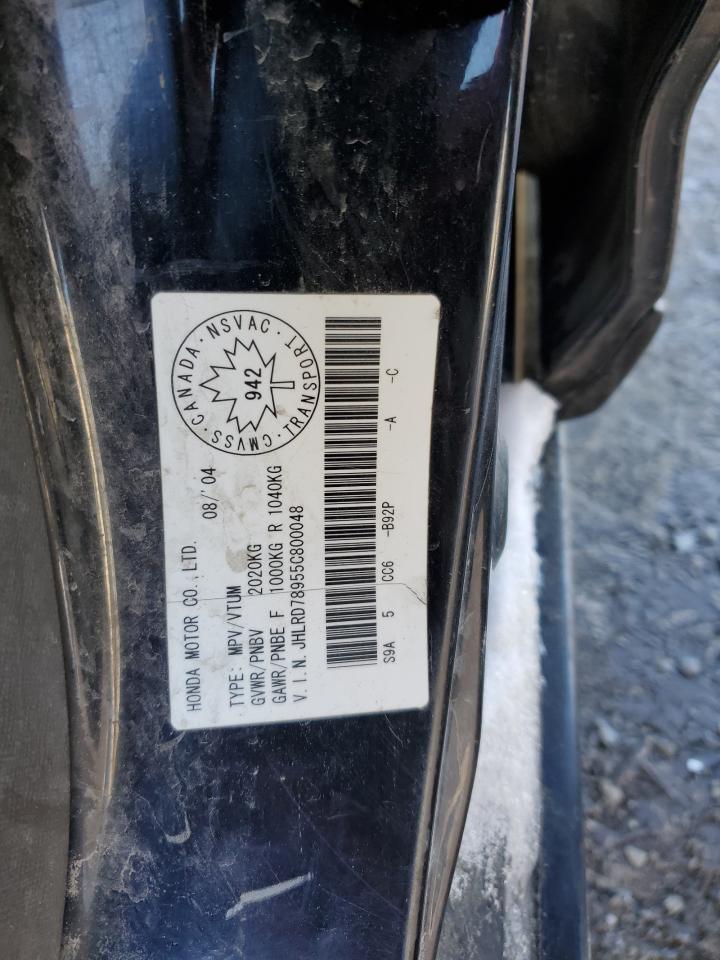 HONDA MOTOR CO., LTD. 08/'04
TYPE: MPV/VTUM
GVWR/PNBV 2020KG
GAWR/PNBE F 1000KG R 1040KG
V. I. N. JHLRD78955C800048
CANADA · NSVAC · TRANSPORT · CMVSS ·
942
S9A 5 CC6 -B92P -A -C